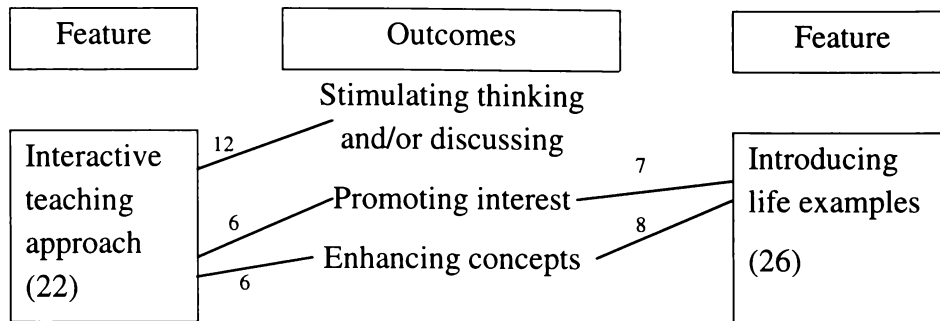 Feature
Outcomes
Feature
Stimulating thinking
and/or discussing
12
Interactive
teaching
approach
(22)
7
Promoting interest
6
8
Enhancing concepts
6
Introducing
life examples
(26)